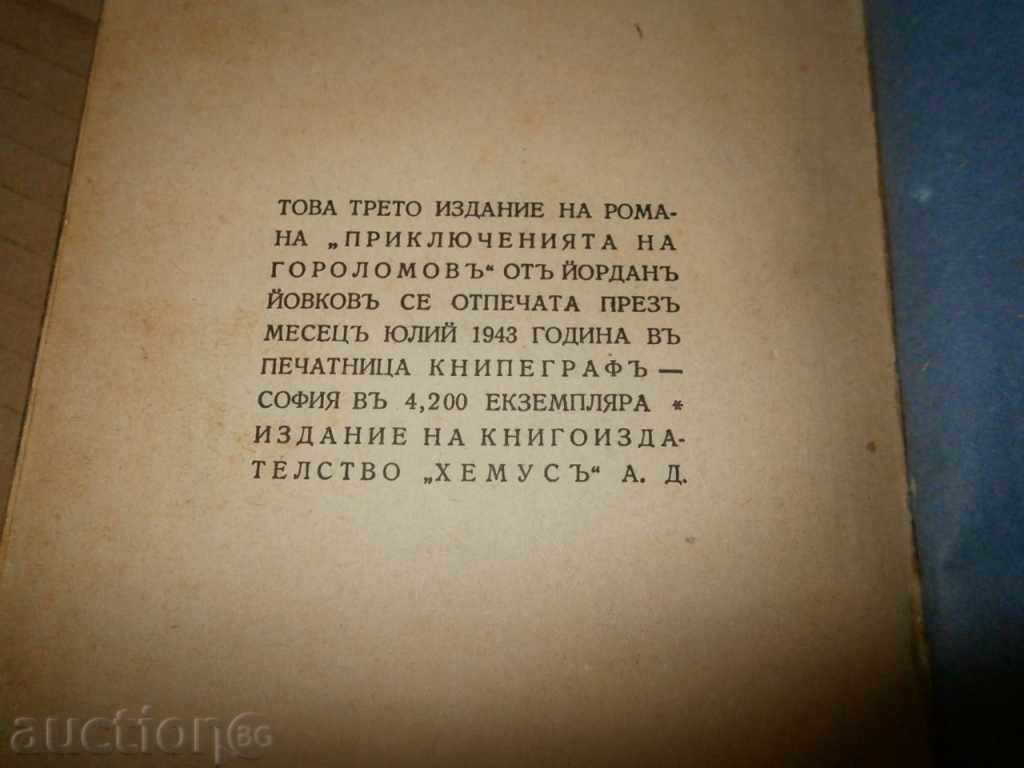 ТОВА ТРЕТО ИЗДАНИЕ НА РОМА-
НА „ПРИКЛЮЧЕНИЯТА НА
ГОРОЛОМОВЪ“ ОТЪ ЙОРДАНЪ
ЙОВКОВЪ СЕ ОТПЕЧАТА ПРЕЗЪ
МЕСЕЦЪ ЮЛИЙ 1943 ГОДИНА ВЪ
ПЕЧАТНИЦА КНИПЕГРАФЪ —
СОФИЯ ВЪ 4,200 ЕКЗЕМПЛЯРА *
ИЗДАНИЕ НА КНИГОИЗДА-
ТЕЛСТВО „ХЕМУСЪ“ А. Д.
auction BG